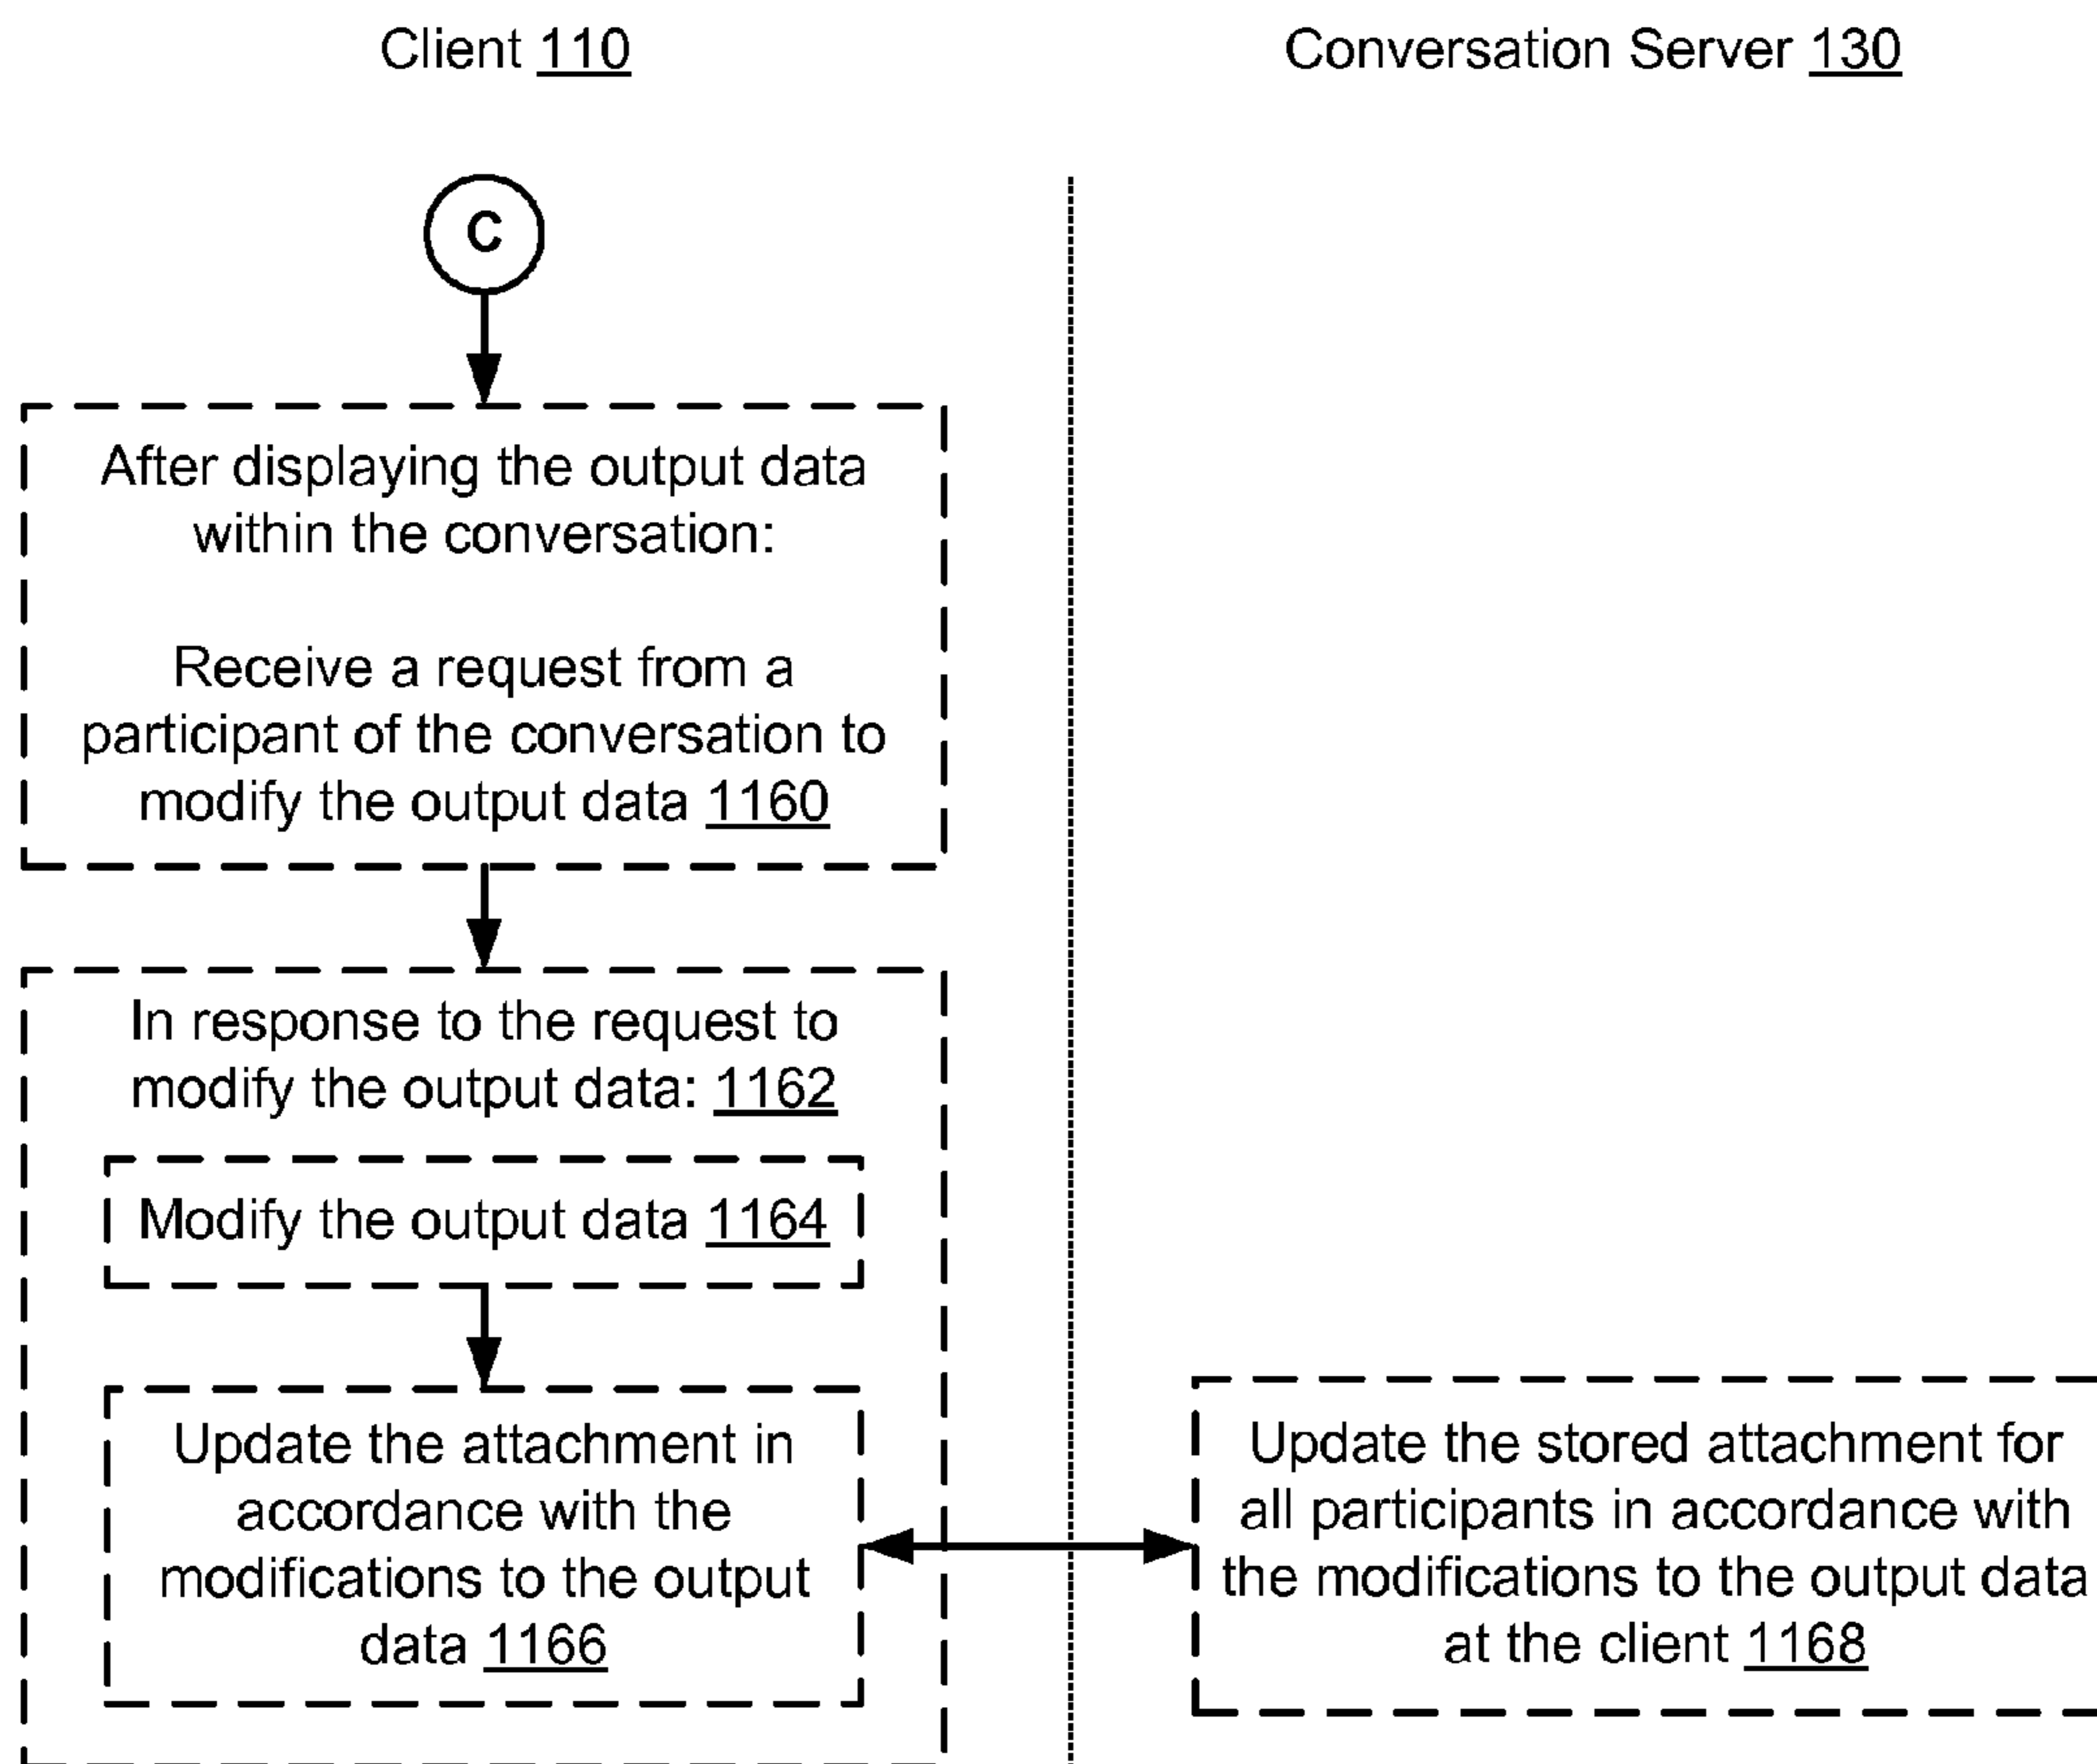 Client 110
Conversation Server 130
C
After displaying the output data
within the conversation:
Receive a request from a
participant of the conversation to
modify the output data 1160
In response to the request to
modify the output data: 1162
Modify the output data 1164
Update the attachment in
accordance with the
modifications to the output
data 1166
Update the stored attachment for
all participants in accordance with
the modifications to the output data
at the client 1168